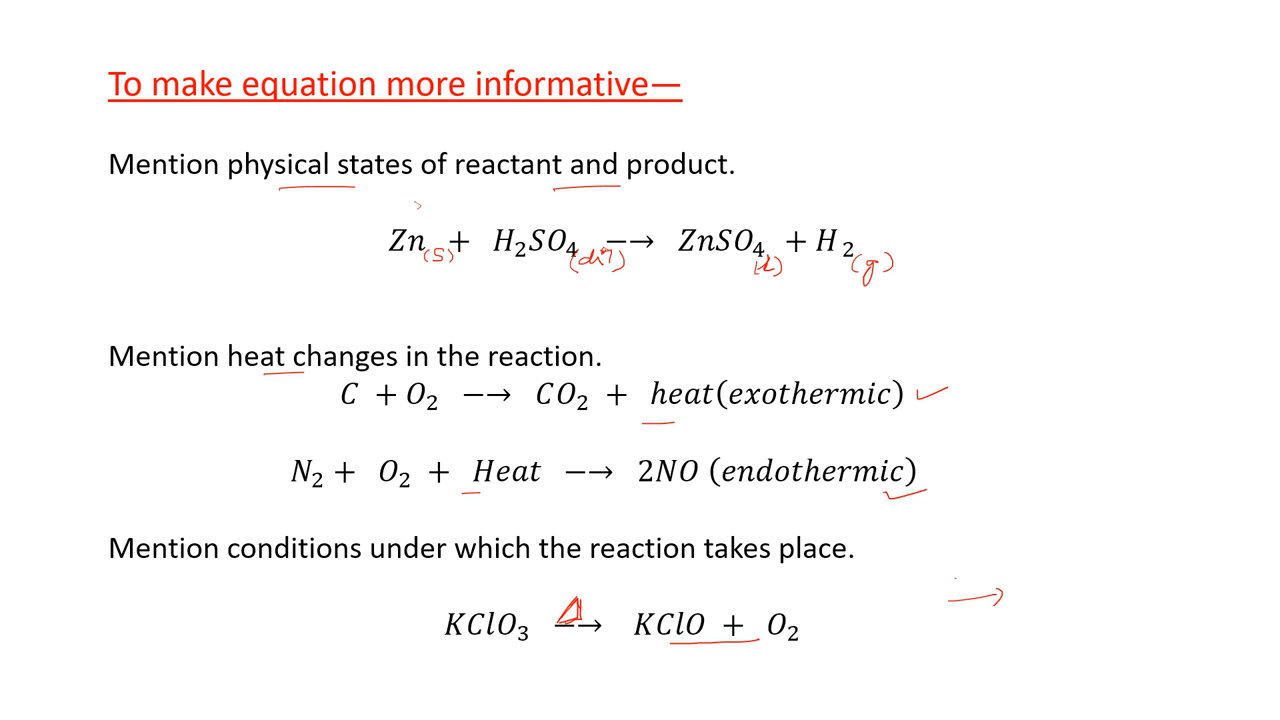 To make equation more informative—
Mention physical states of reactant and product.
Zn + H₂SO₄ −→ ZnSO₄ + H₂
(s) (dil) (g)
Mention heat changes in the reaction.
C + O₂ −→ CO₂ + heat(exothermic)
N₂ + O₂ + Heat −→ 2NO (endothermic)
Mention conditions under which the reaction takes place.
Δ
KClO₃ −→ KClO + O₂